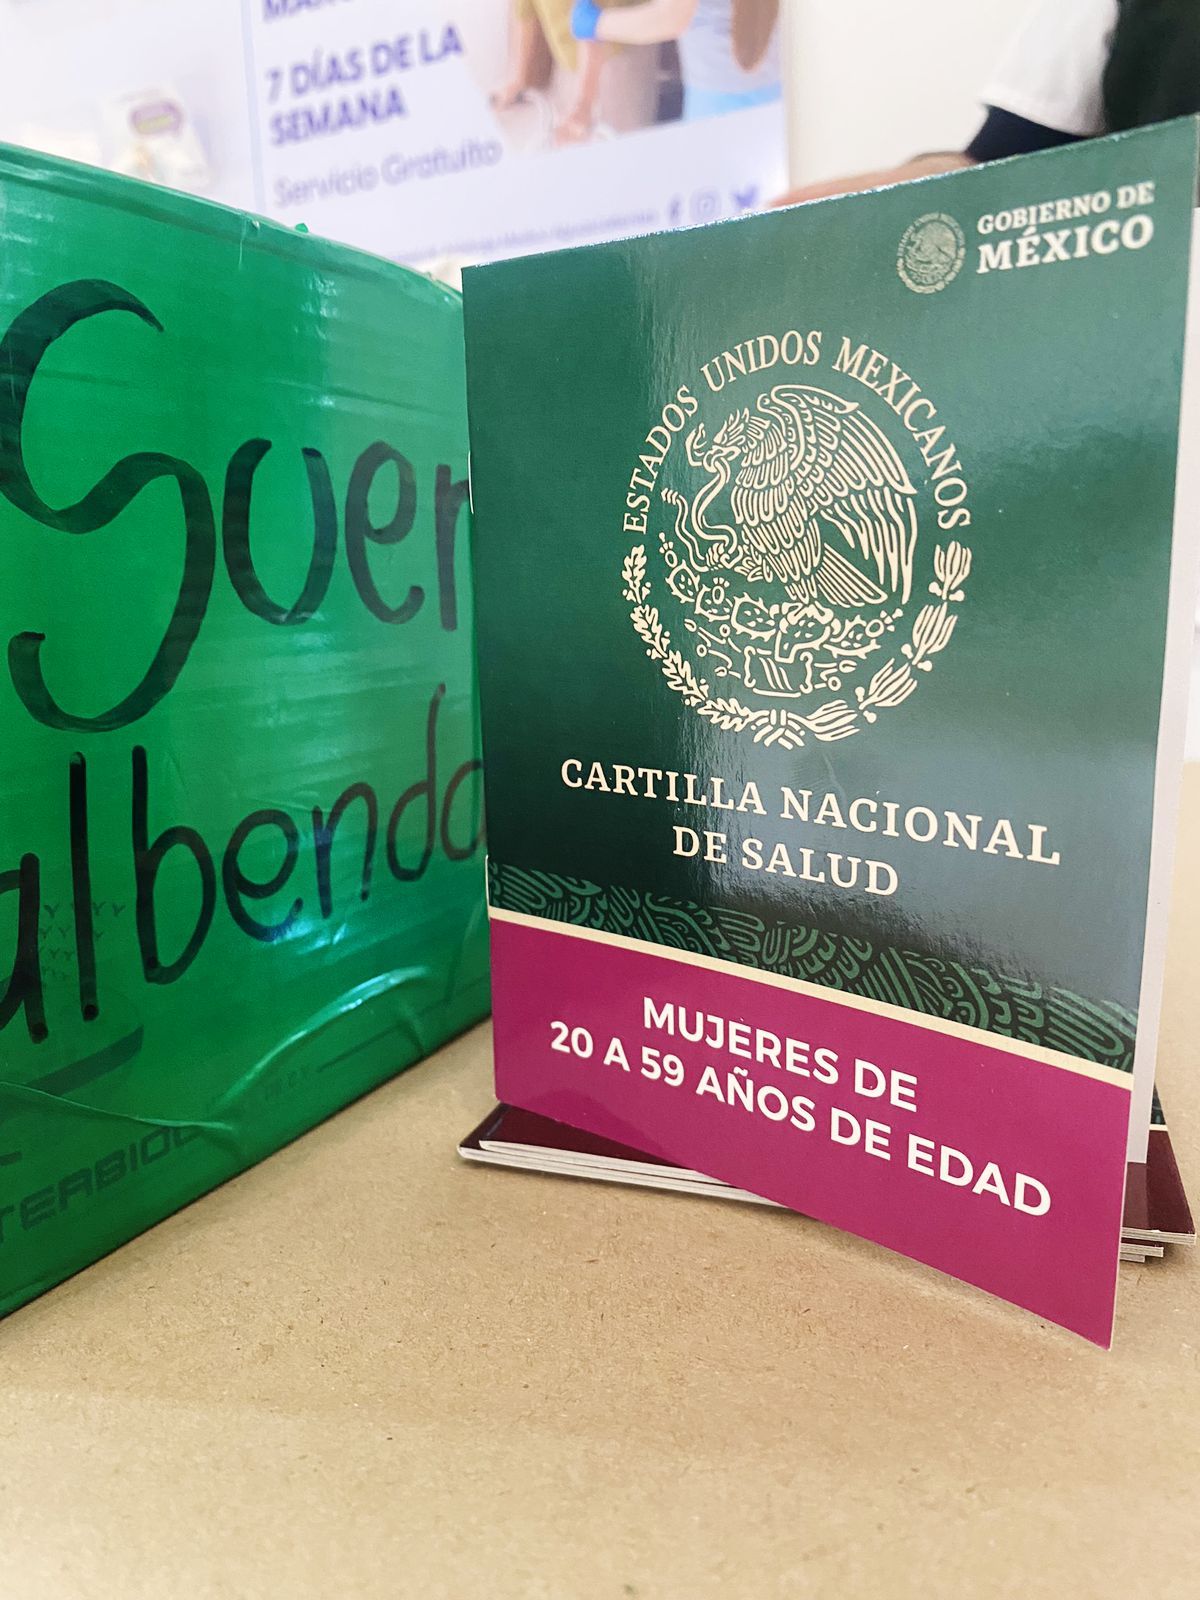 7 DÍAS DE LA
SEMANA
Servicio Gratuito
GOBIERNO DE
MÉXICO
ESTADOS UNIDOS MEXICANOS
CARTILLA NACIONAL
DE SALUD
MUJERES DE
20 A 59 AÑOS DE EDAD
Suer
albenda